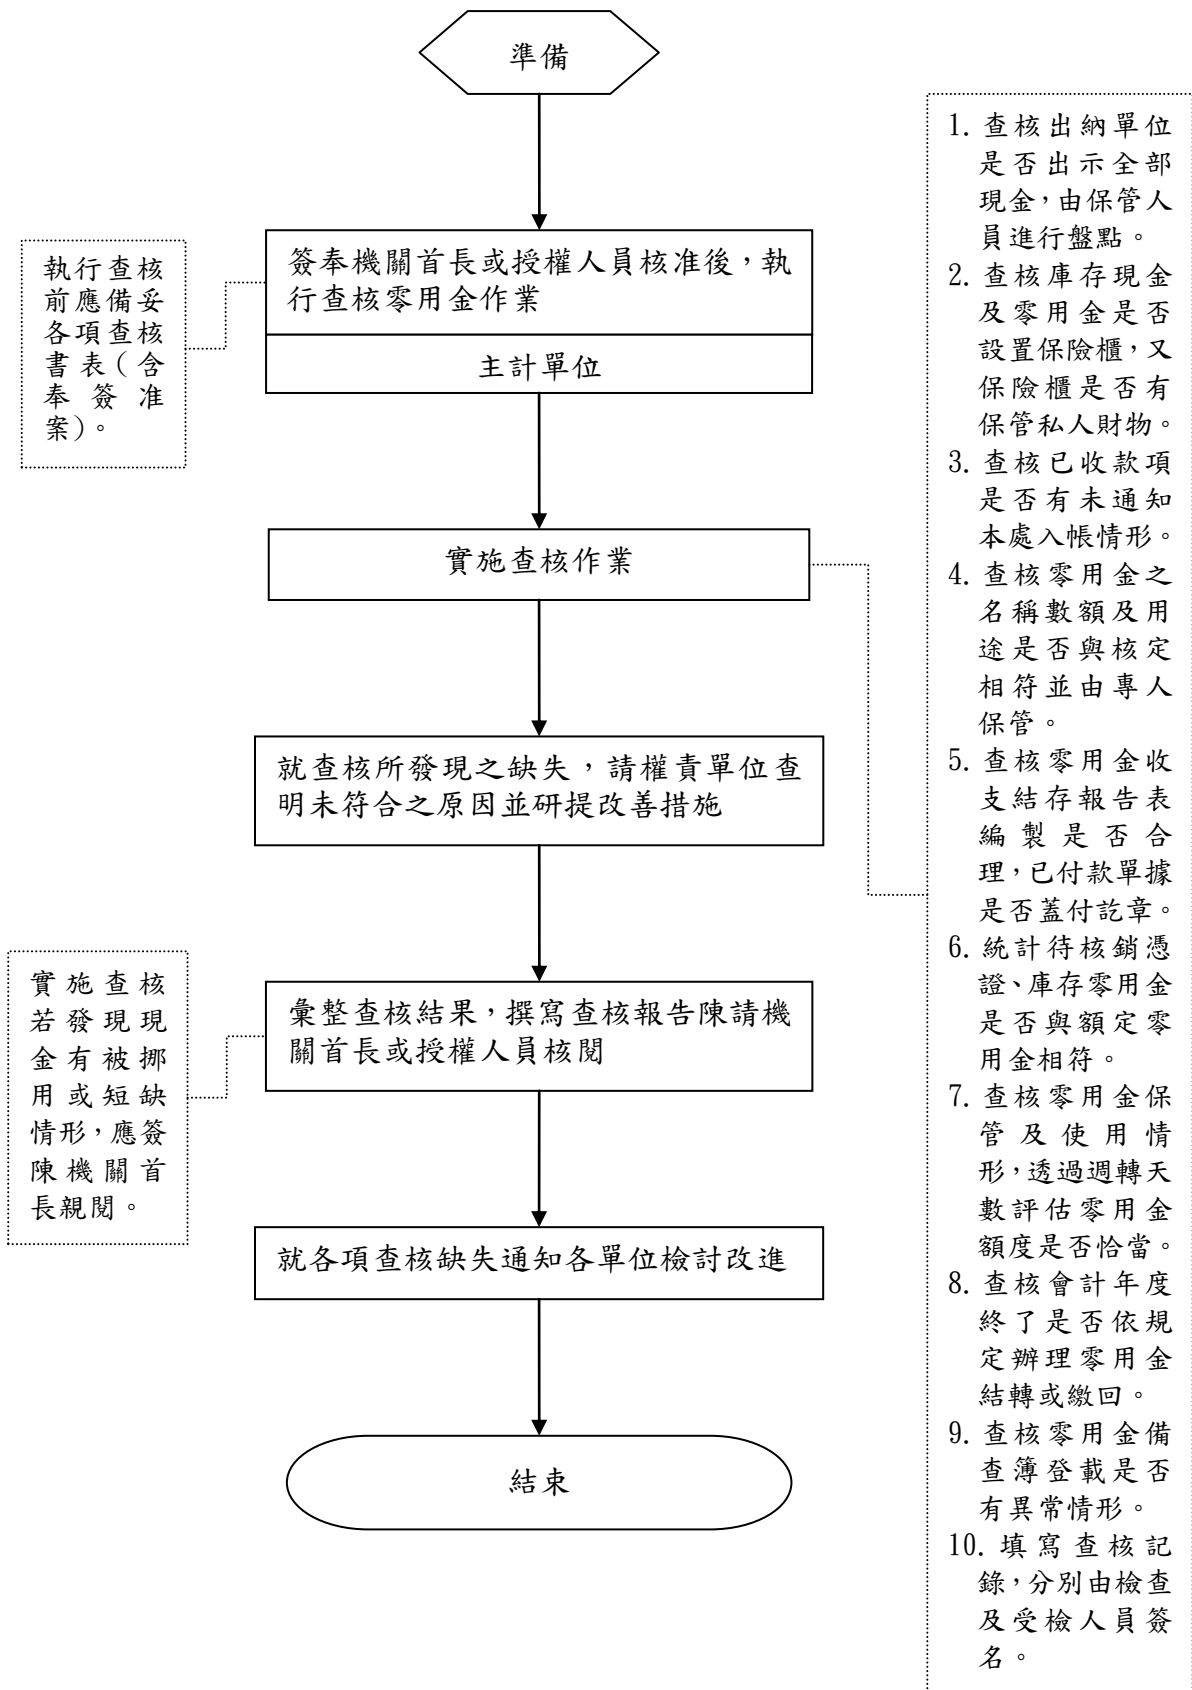 準備
簽奉機關首長或授權人員核准後，執
行查核零用金作業
主計單位
執行查核
前應備妥
各項查核
書表（含
奉簽准
案）。
實施查核作業
就查核所發現之缺失，請權責單位查
明未符合之原因並研提改善措施
彙整查核結果，撰寫查核報告陳請機
關首長或授權人員核閱
實施查核
若發現現
金有被挪
用或短缺
情形，應簽
陳機關首
長親閱。
就各項查核缺失通知各單位檢討改進
結束
1. 查核出納單位
是否出示全部
現金，由保管人
員進行盤點。
2. 查核庫存現金
及零用金是否
設置保險櫃，又
保險櫃是否有
保管私人財物。
3. 查核已收款項
是否有未通知
本處入帳情形。
4. 查核零用金之
名稱數額及用
途是否與核定
相符並由專人
保管。
5. 查核零用金收
支結存報告表
編製是否合
理，已付款單據
是否蓋付訖章。
6. 統計待核銷憑
證、庫存零用金
是否與額定零
用金相符。
7. 查核零用金保
管及使用情
形，透過週轉天
數評估零用金
額度是否恰當。
8. 查核會計年度
終了是否依規
定辦理零用金
結轉或繳回。
9. 查核零用金備
查簿登載是否
有異常情形。
10. 填寫查核記
錄，分別由檢查
及受檢人員簽
名。